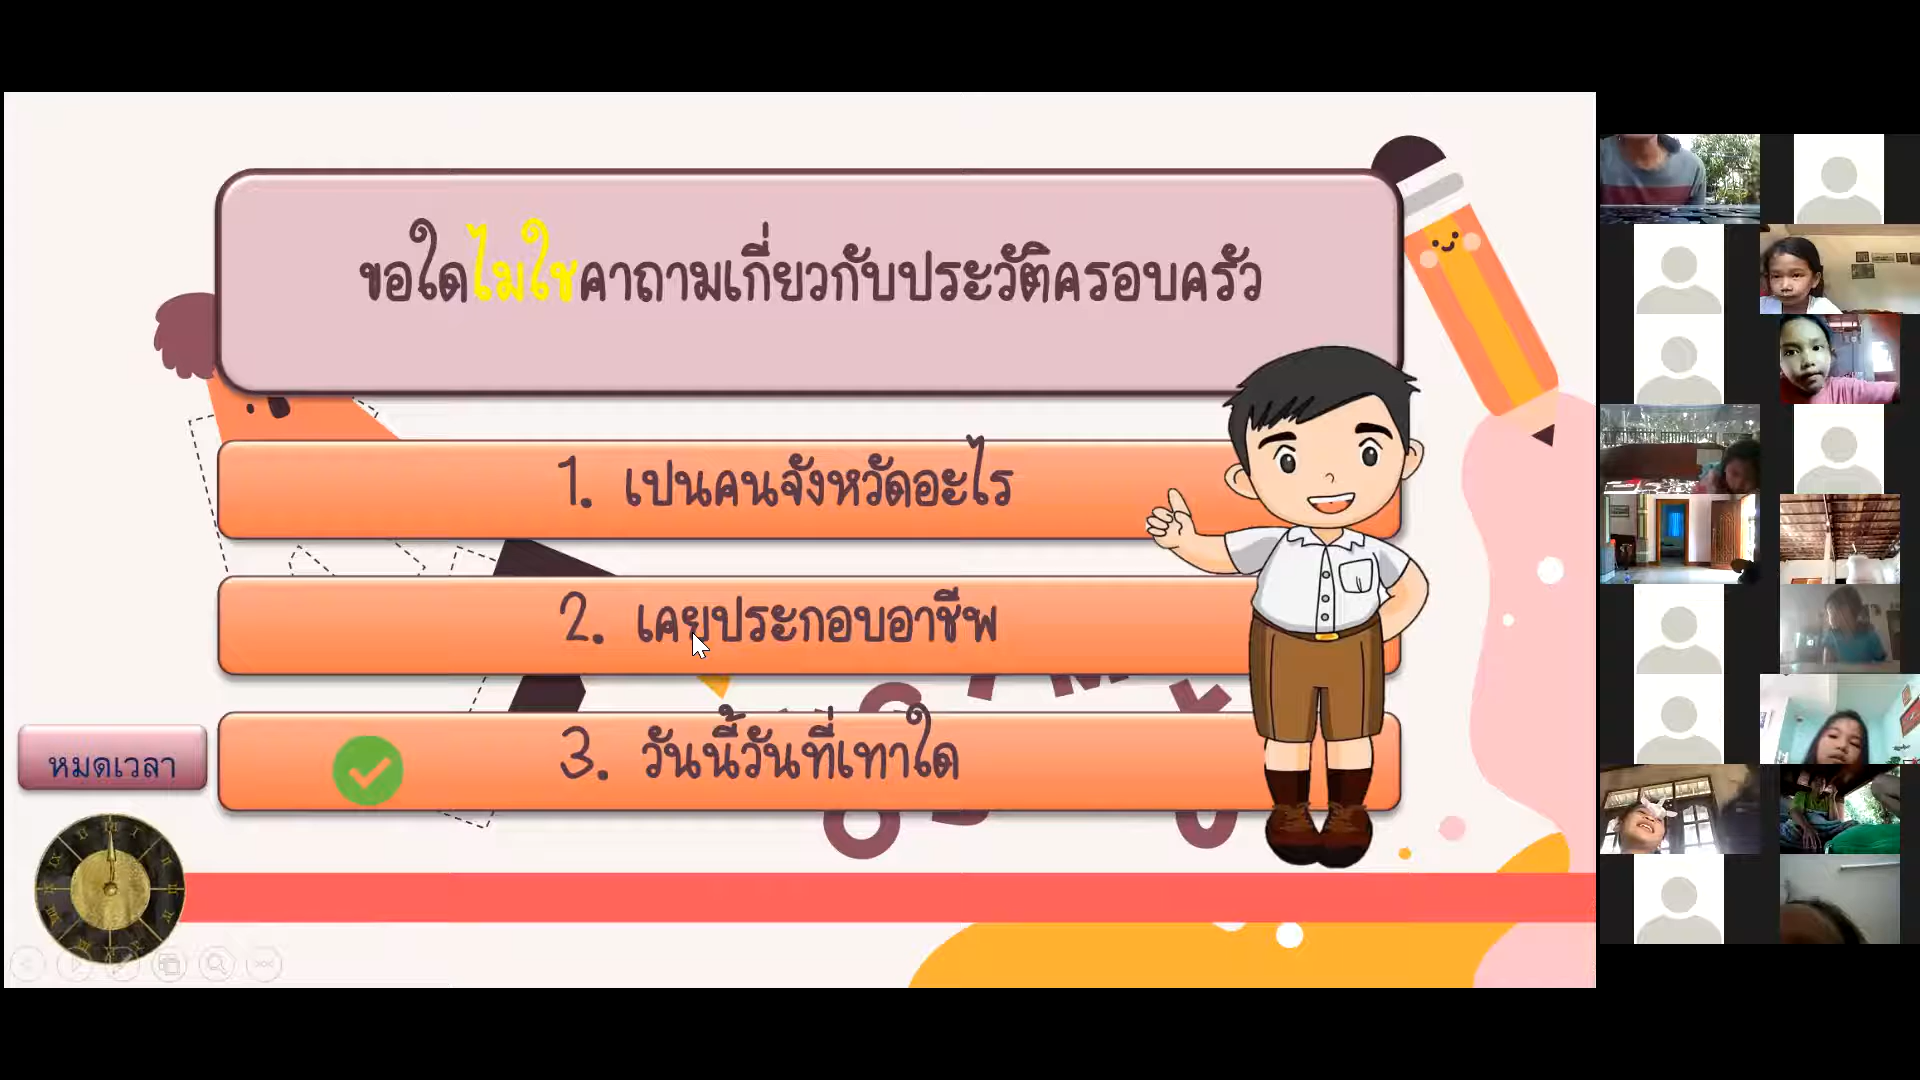 ขอใดไมใชคาถามเกี่ยวกับประวัติครอบครัว
1. เปนคนจังหวัดอะไร
2. เคยประกอบอาชีพ
3. วันนี้วันที่เทาใด
หมดเวลา